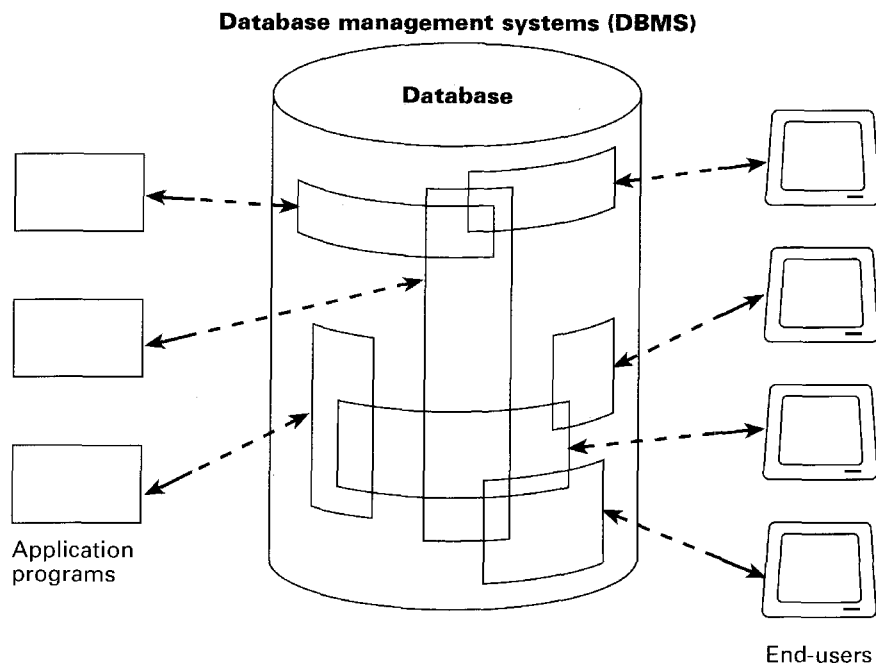 Database management systems (DBMS)
Database
Application
programs
End-users